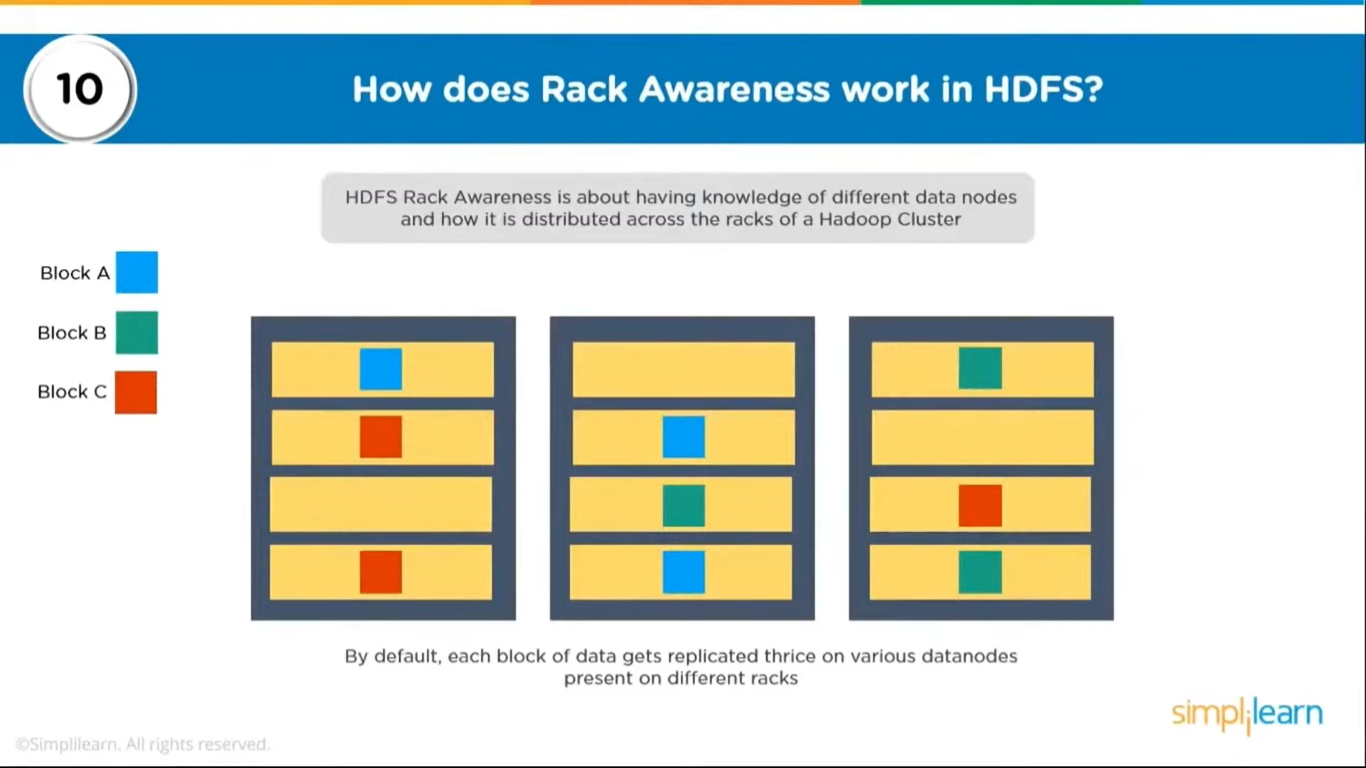 10
How does Rack Awareness work in HDFS?
HDFS Rack Awareness is about having knowledge of different data nodes
and how it is distributed across the racks of a Hadoop Cluster
Block A
Block B
Block C
By default, each block of data gets replicated thrice on various datanodes
present on different racks
simplilearn
©Simplilearn. All rights reserved.